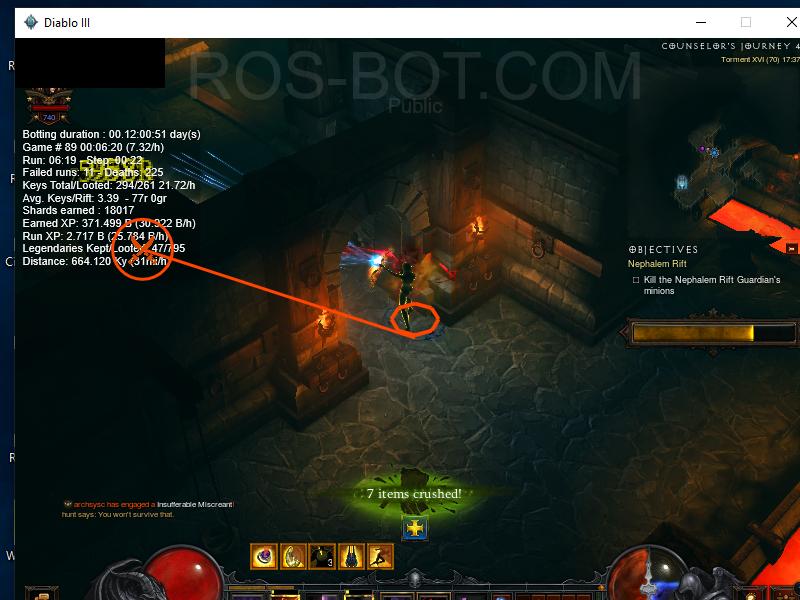 Diablo III
COUNSELOR'S JOURNEY 4
Torment XVI (70) 17:37
ROS-BOT.COM
Public
740
Botting duration : 00.12:00:51 day(s)
Game # 89 00:06:20 (7.32/h)
Run: 06:19 - Step: 00:22
Failed runs: 11 - Deaths: 225
Keys Total/Looted: 294/261 21.72/h
Avg. Keys/Rift: 3.39 - 77r 0gr
Shards earned : 18017
Earned XP: 371.499 B (30.922 B/h)
Run XP: 2.717 B (25.784 B/h)
Legendaries Kept/Looted: 47/795
Distance: 664.120 Ky (31mi/h)
OBJECTIVES
Nephalem Rift
Kill the Nephalem Rift Guardian's
minions
7 items crushed!
archsysc has engaged a Insufferable Miscreant!
hunt says: You won't survive that.
3